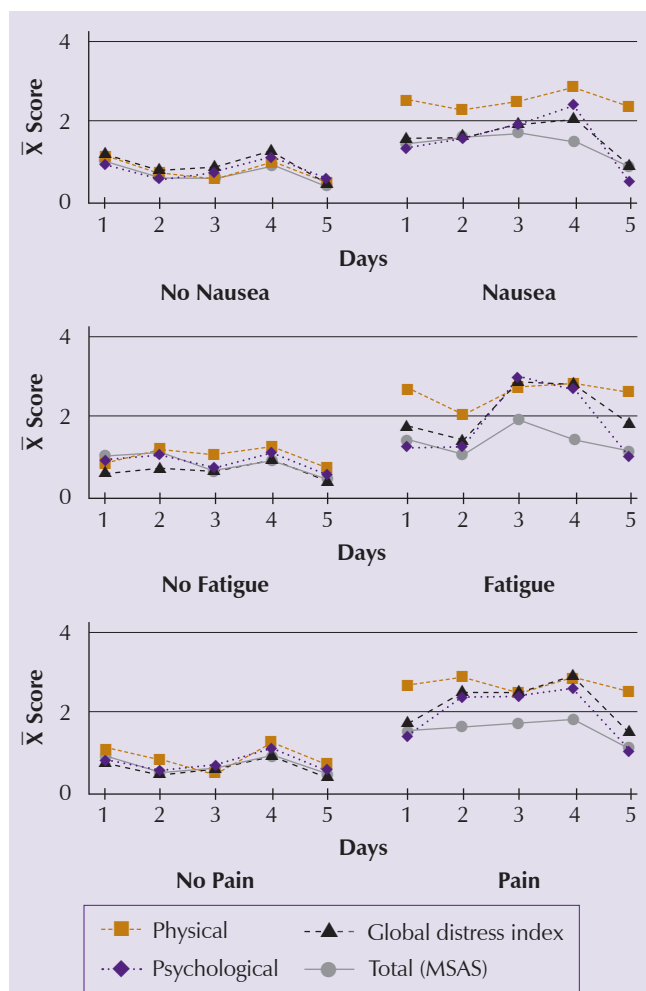 4
X̅ Score
2
0
1 2 3 4 5 1 2 3 4 5
Days
No Nausea Nausea
4
X̅ Score
2
0
1 2 3 4 5 1 2 3 4 5
Days
No Fatigue Fatigue
4
X̅ Score
2
0
1 2 3 4 5 1 2 3 4 5
Days
No Pain Pain
Physical Global distress index
Psychological Total (MSAS)